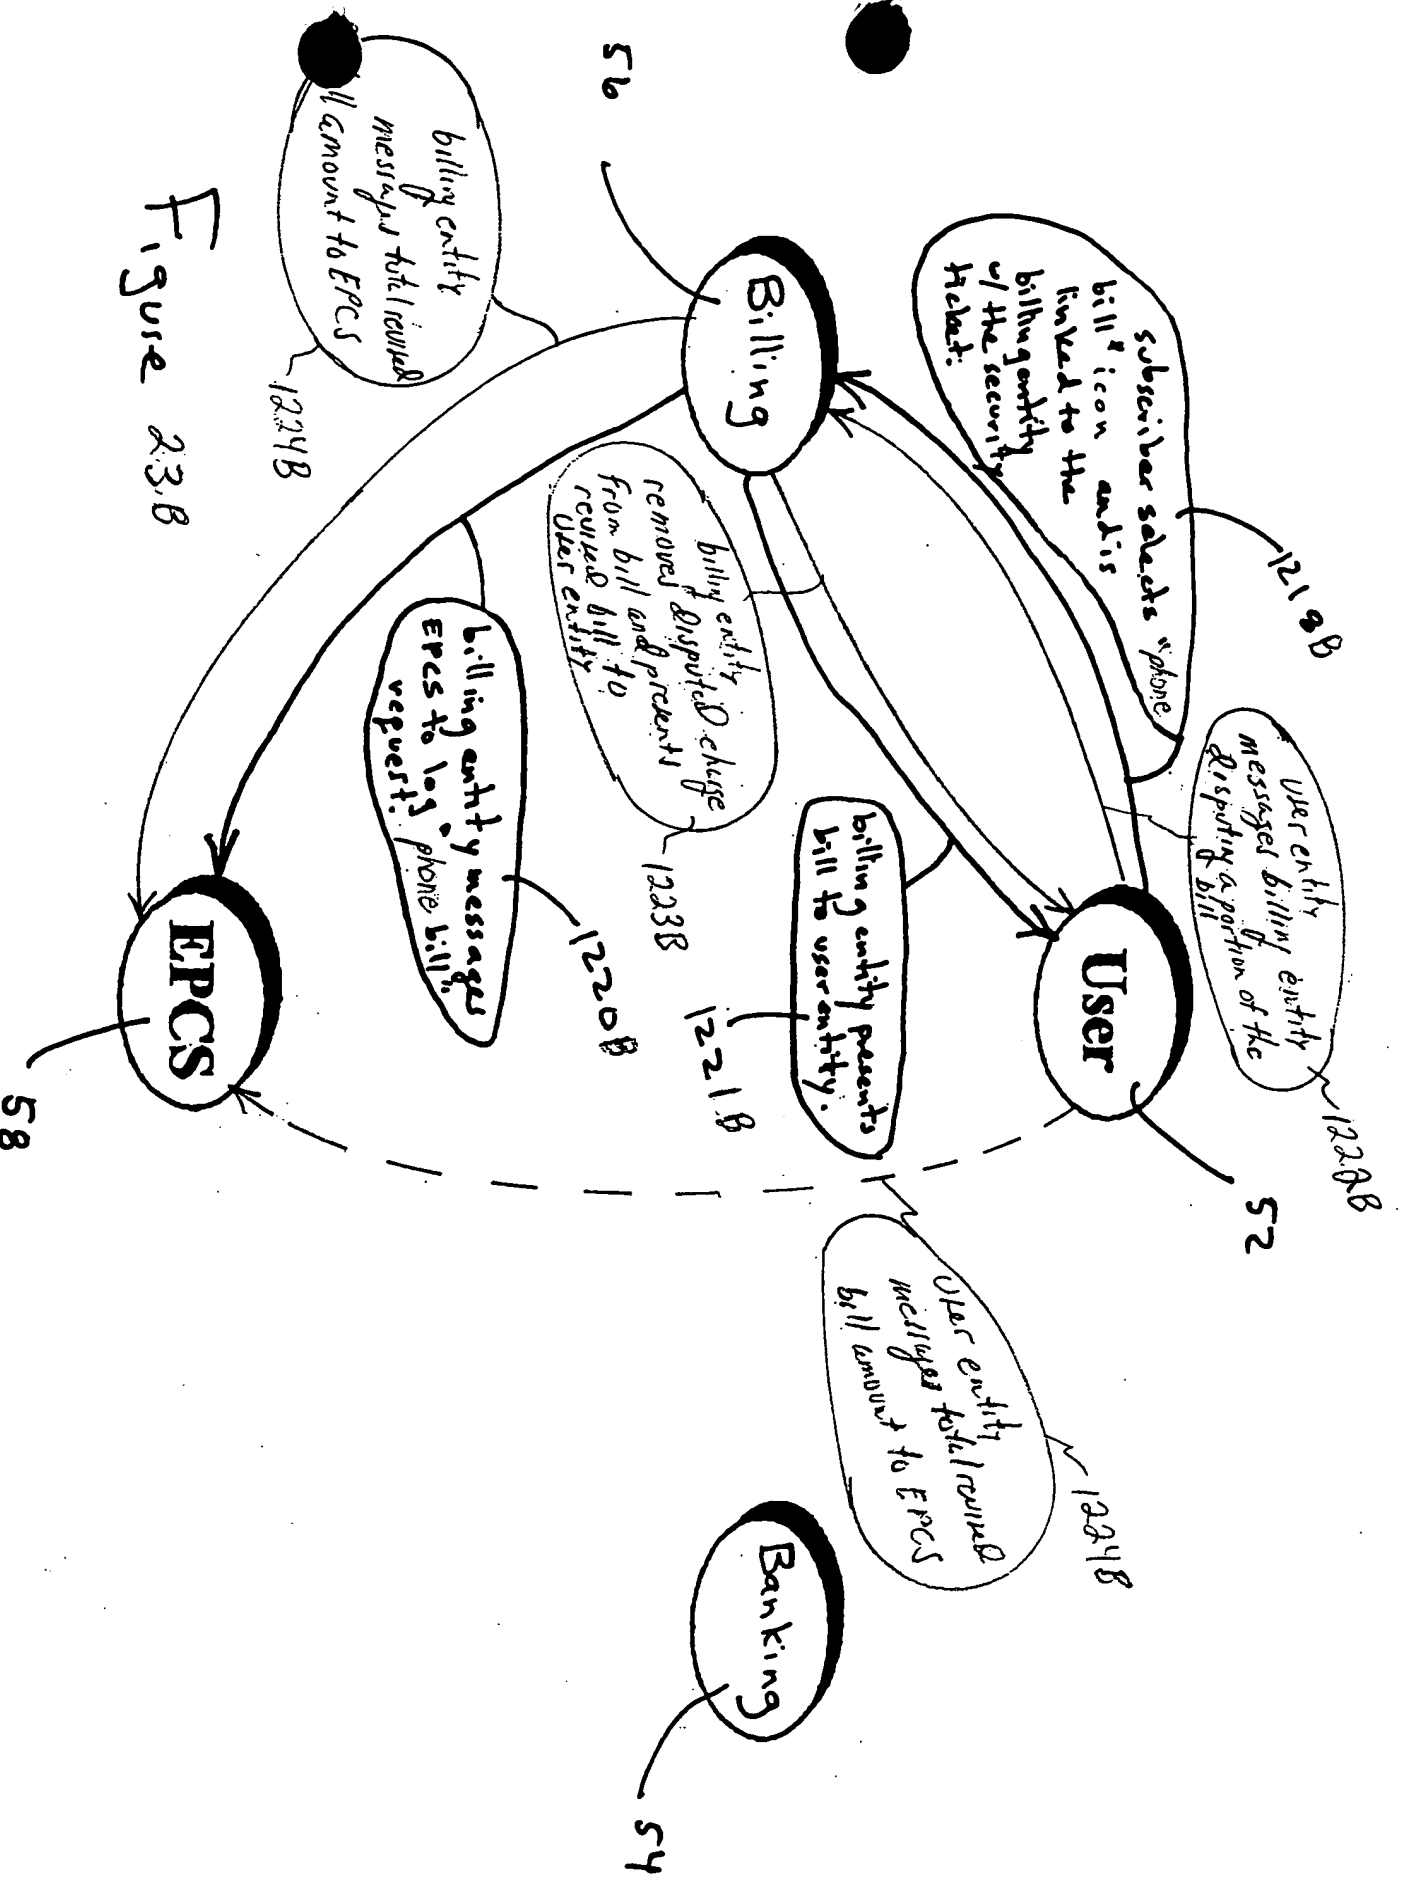 1218B
subscriber selects "phone
bill" icon and is
linked to the
billing entity
w/ the security
ticket.
User entity
messages billing entity
disputing a portion of the
bill
1222B
52
User
56
Billing
billing entity
removes disputed charge
from bill and presents
revised bill to
User entity
1223B
billing entity presents
bill to user entity.
1221B
User entity
messages total revised
bill amount to EPCS
1224B
Banking
54
billing entity
messages total revised
ll amount to EPCS
1224B
billing entity messages
EPCS to log "phone bill".
request.
1220B
EPCS
58
Figure 23.B